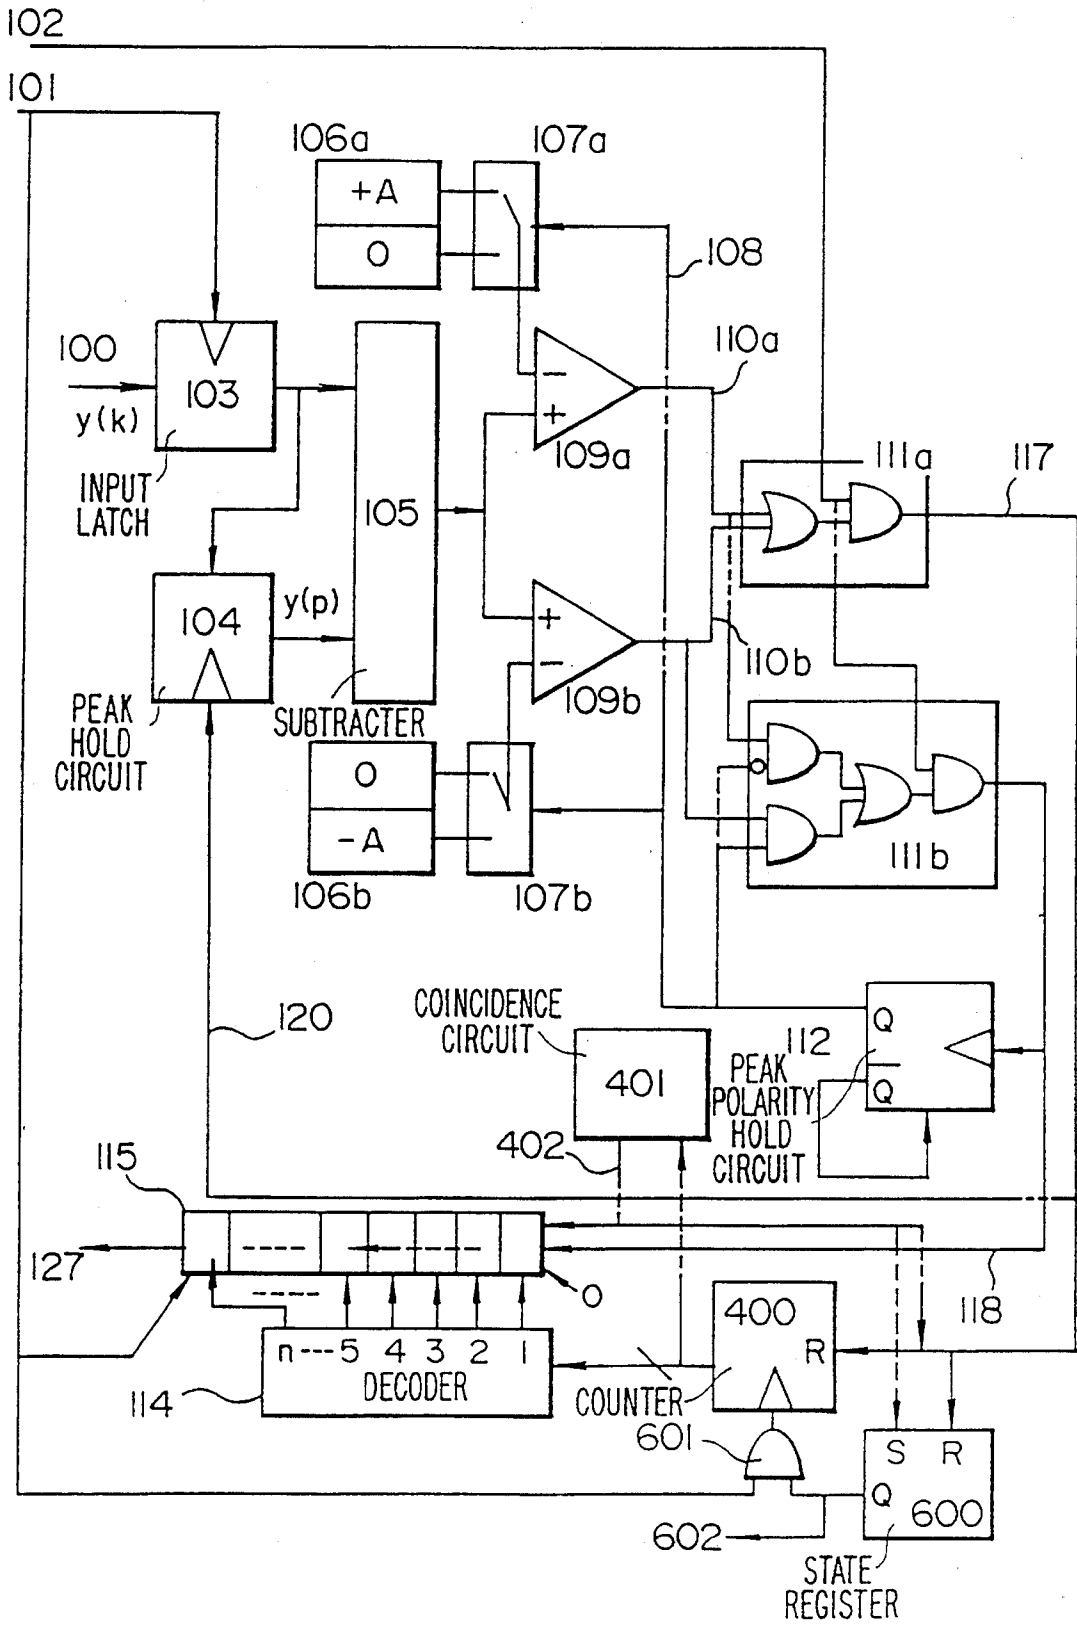 102
101
106a
107a
+A
0
108
100
y(k)
103
INPUT
LATCH
110a
−
+
109a
105
111a
117
104
y(p)
PEAK
HOLD
CIRCUIT
SUBTRACTER
+
−
109b
110b
0
−A
106b
107b
111b
120
COINCIDENCE
CIRCUIT
401
402
112
PEAK
POLARITY
HOLD
CIRCUIT
Q
Q
115
127
0
118
n---5 4 3 2 1
DECODER
114
400
R
COUNTER
601
S R
Q
600
602
STATE
REGISTER